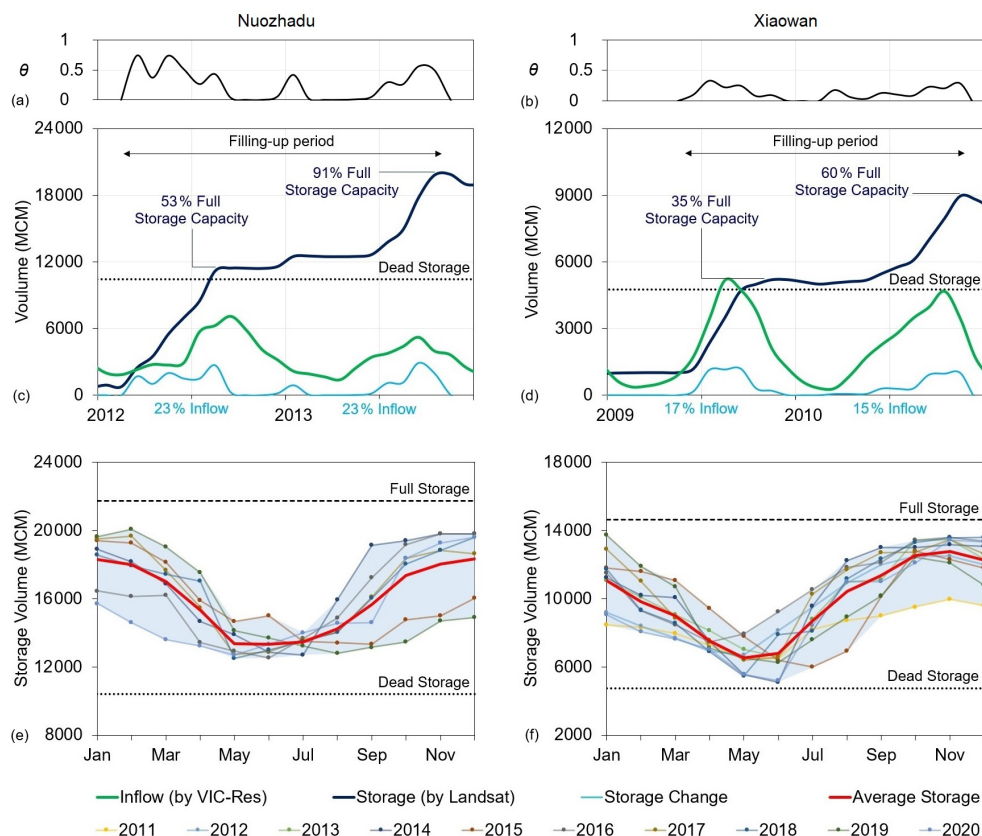 Nuozhadu
Xiaowan
1
0.5
0
θ
(a)
1
0.5
0
θ
(b)
24000
18000
12000
6000
0
Voulume (MCM)
(c)
Filling-up period
91% Full
Storage Capacity
53% Full
Storage Capacity
Dead Storage
2012
2013
23% Inflow
23% Inflow
12000
9000
6000
3000
0
Volume (MCM)
(d)
Filling-up period
60% Full
Storage Capacity
35% Full
Storage Capacity
Dead Storage
2009
2010
17% Inflow
15% Inflow
24000
20000
16000
12000
8000
Storage Volume (MCM)
(e)
Full Storage
Dead Storage
Jan Mar May Jul Sep Nov
18000
14000
10000
6000
2000
Storage Volume (MCM)
(f)
Full Storage
Dead Storage
Jan Mar May Jul Sep Nov
Inflow (by VIC-Res) Storage (by Landsat) Storage Change Average Storage
2011 2012 2013 2014 2015 2016 2017 2018 2019 2020